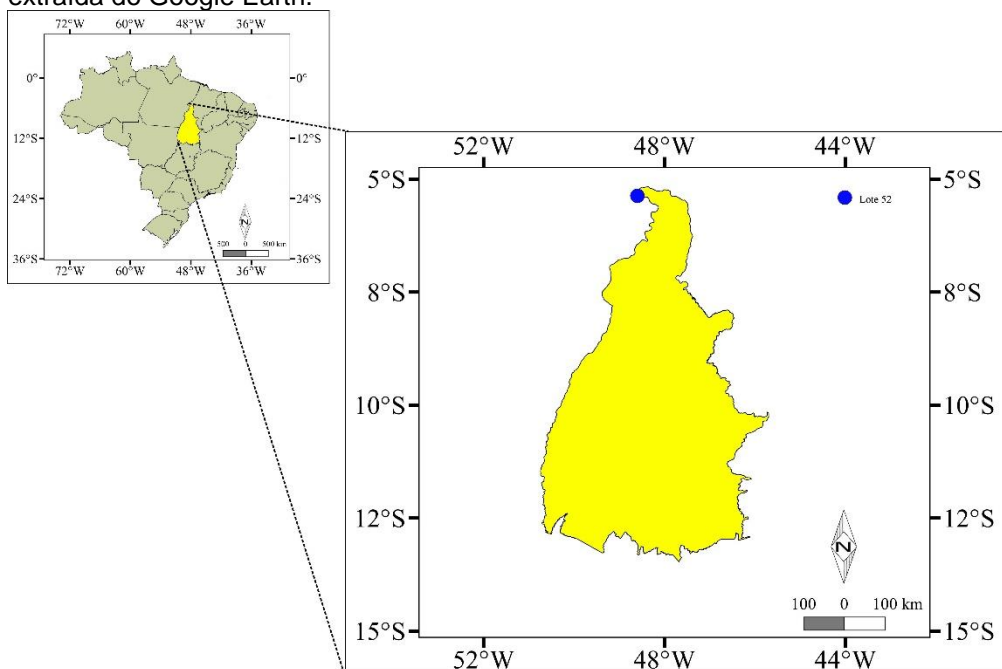 extraída do Google Earth.
72°W 60°W 48°W 36°W
0° 0°
12°S 12°S
24°S 24°S
36°S 36°S
N
500 0 500 km
72°W 60°W 48°W 36°W
52°W 48°W 44°W
5°S 5°S
Lote 52
8°S 8°S
10°S 10°S
12°S 12°S
N
100 0 100 km
15°S 15°S
52°W 48°W 44°W